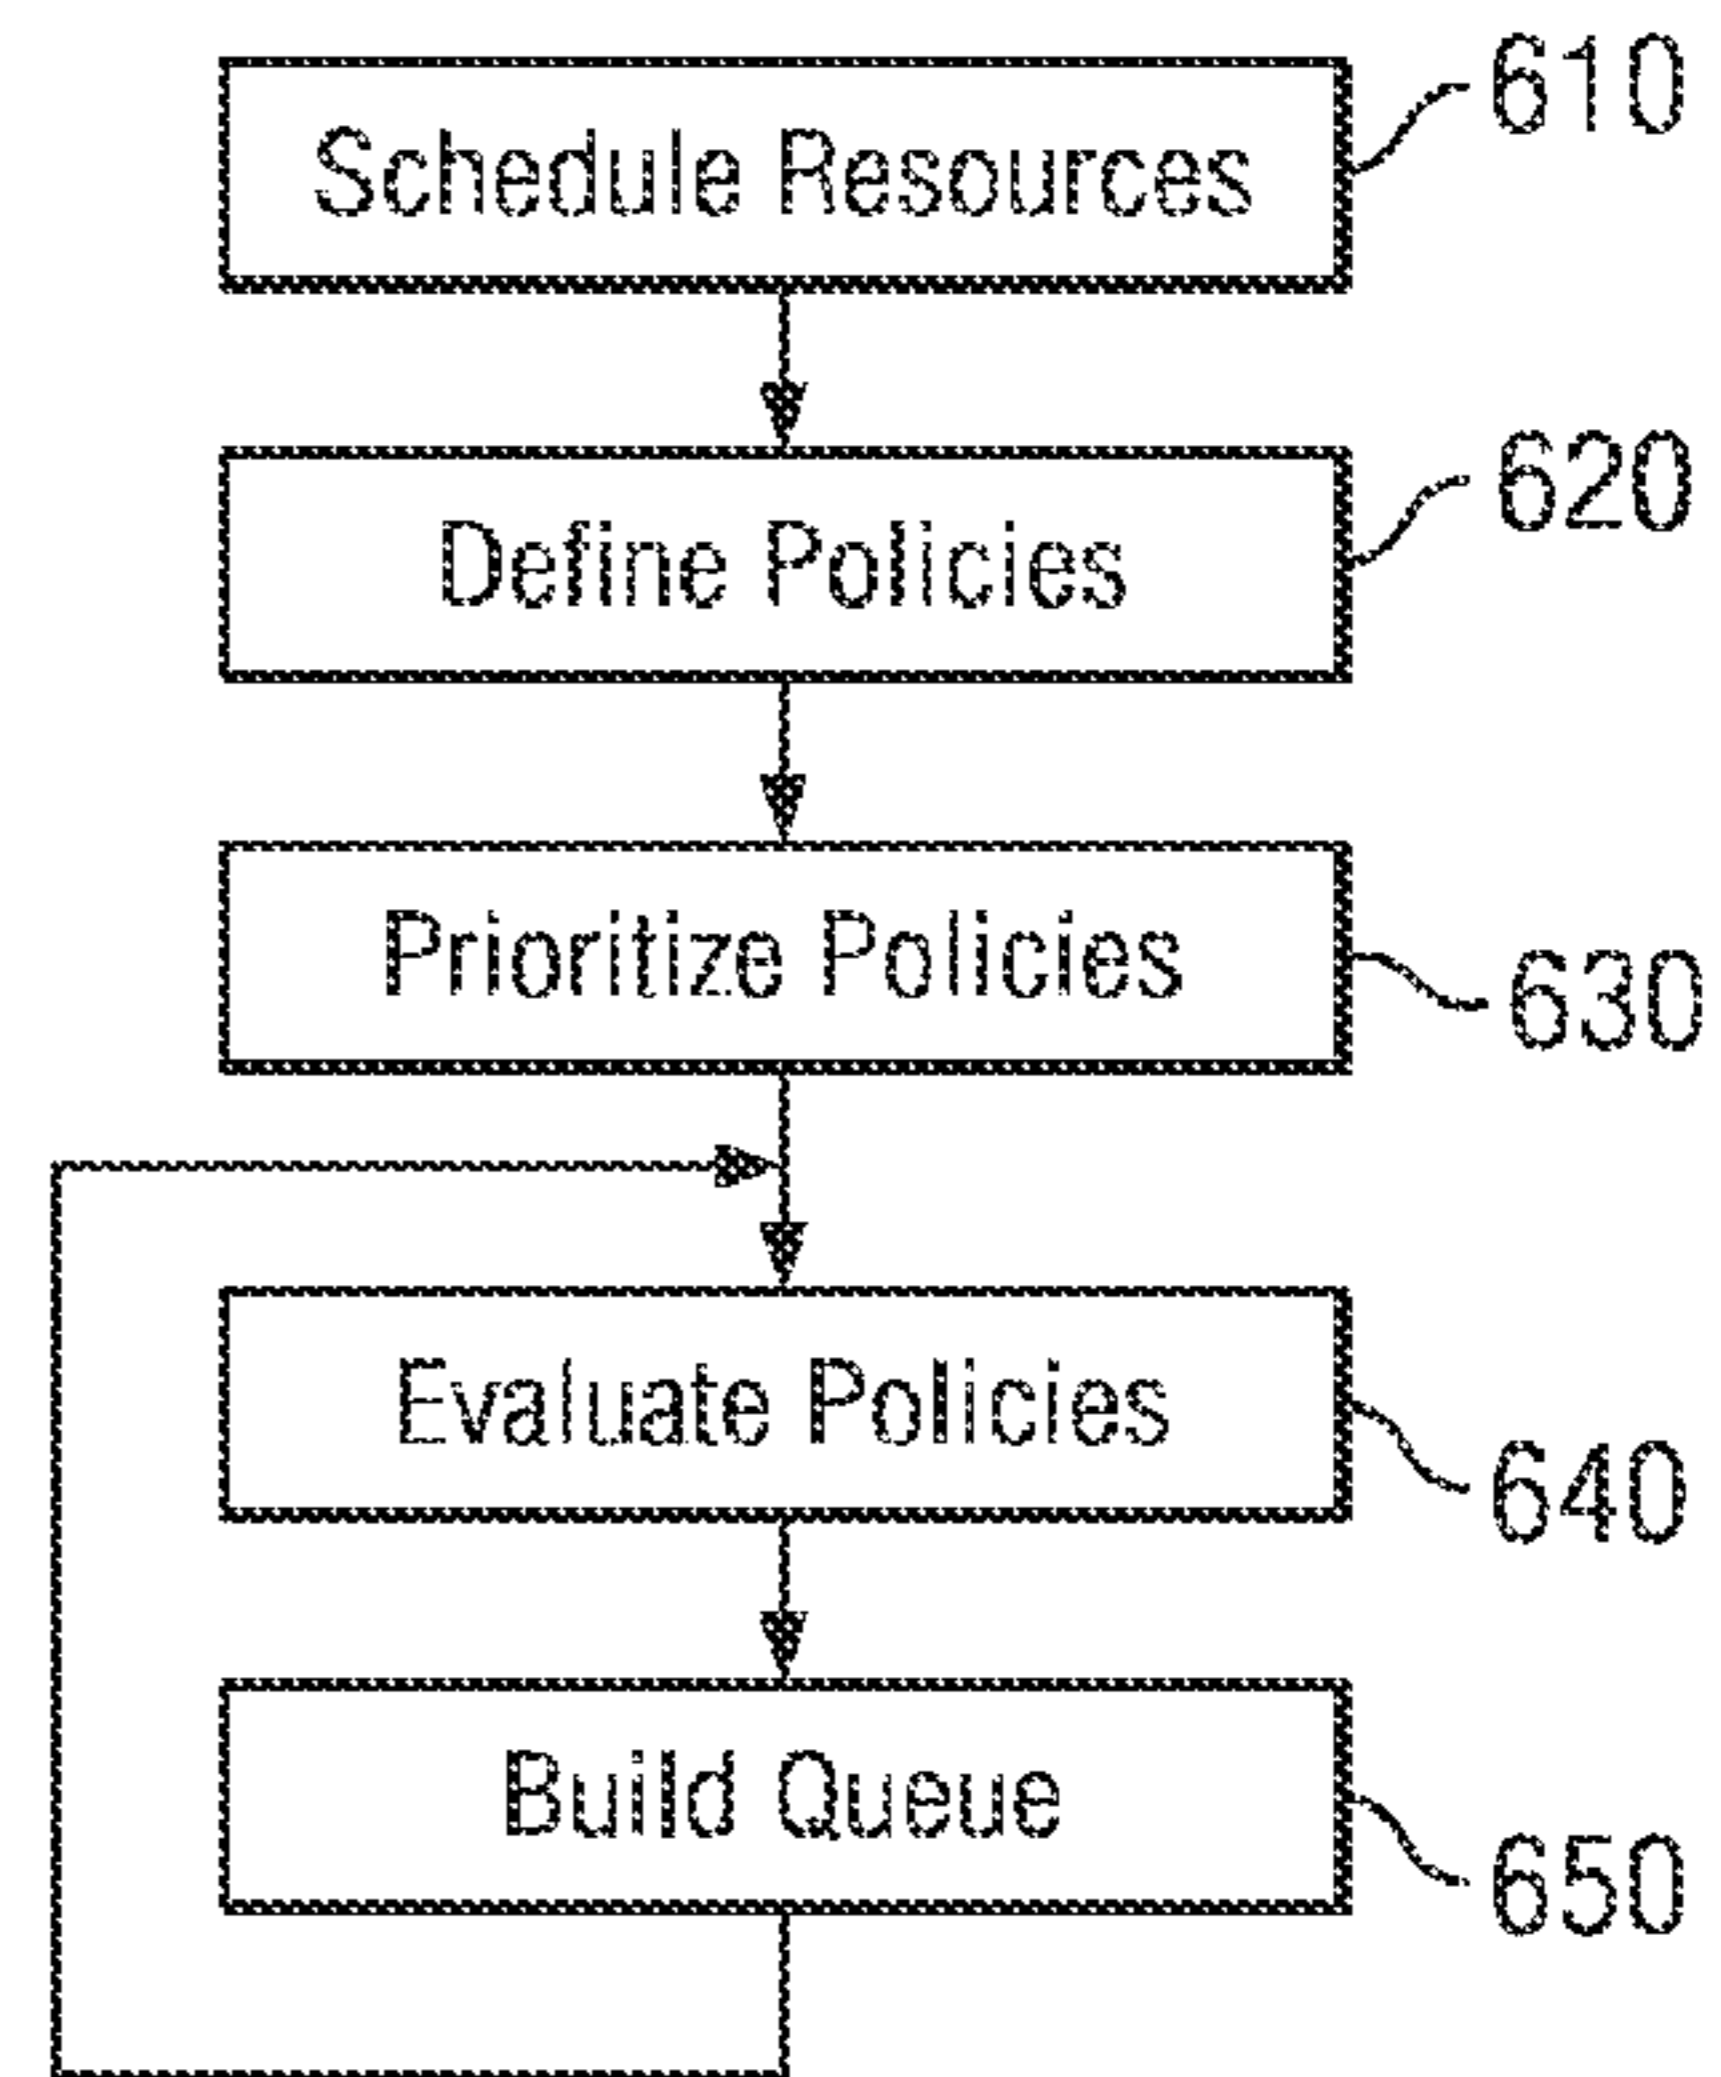 Schedule Resources 610
Define Policies 620
Prioritize Policies 630
Evaluate Policies 640
Build Queue 650